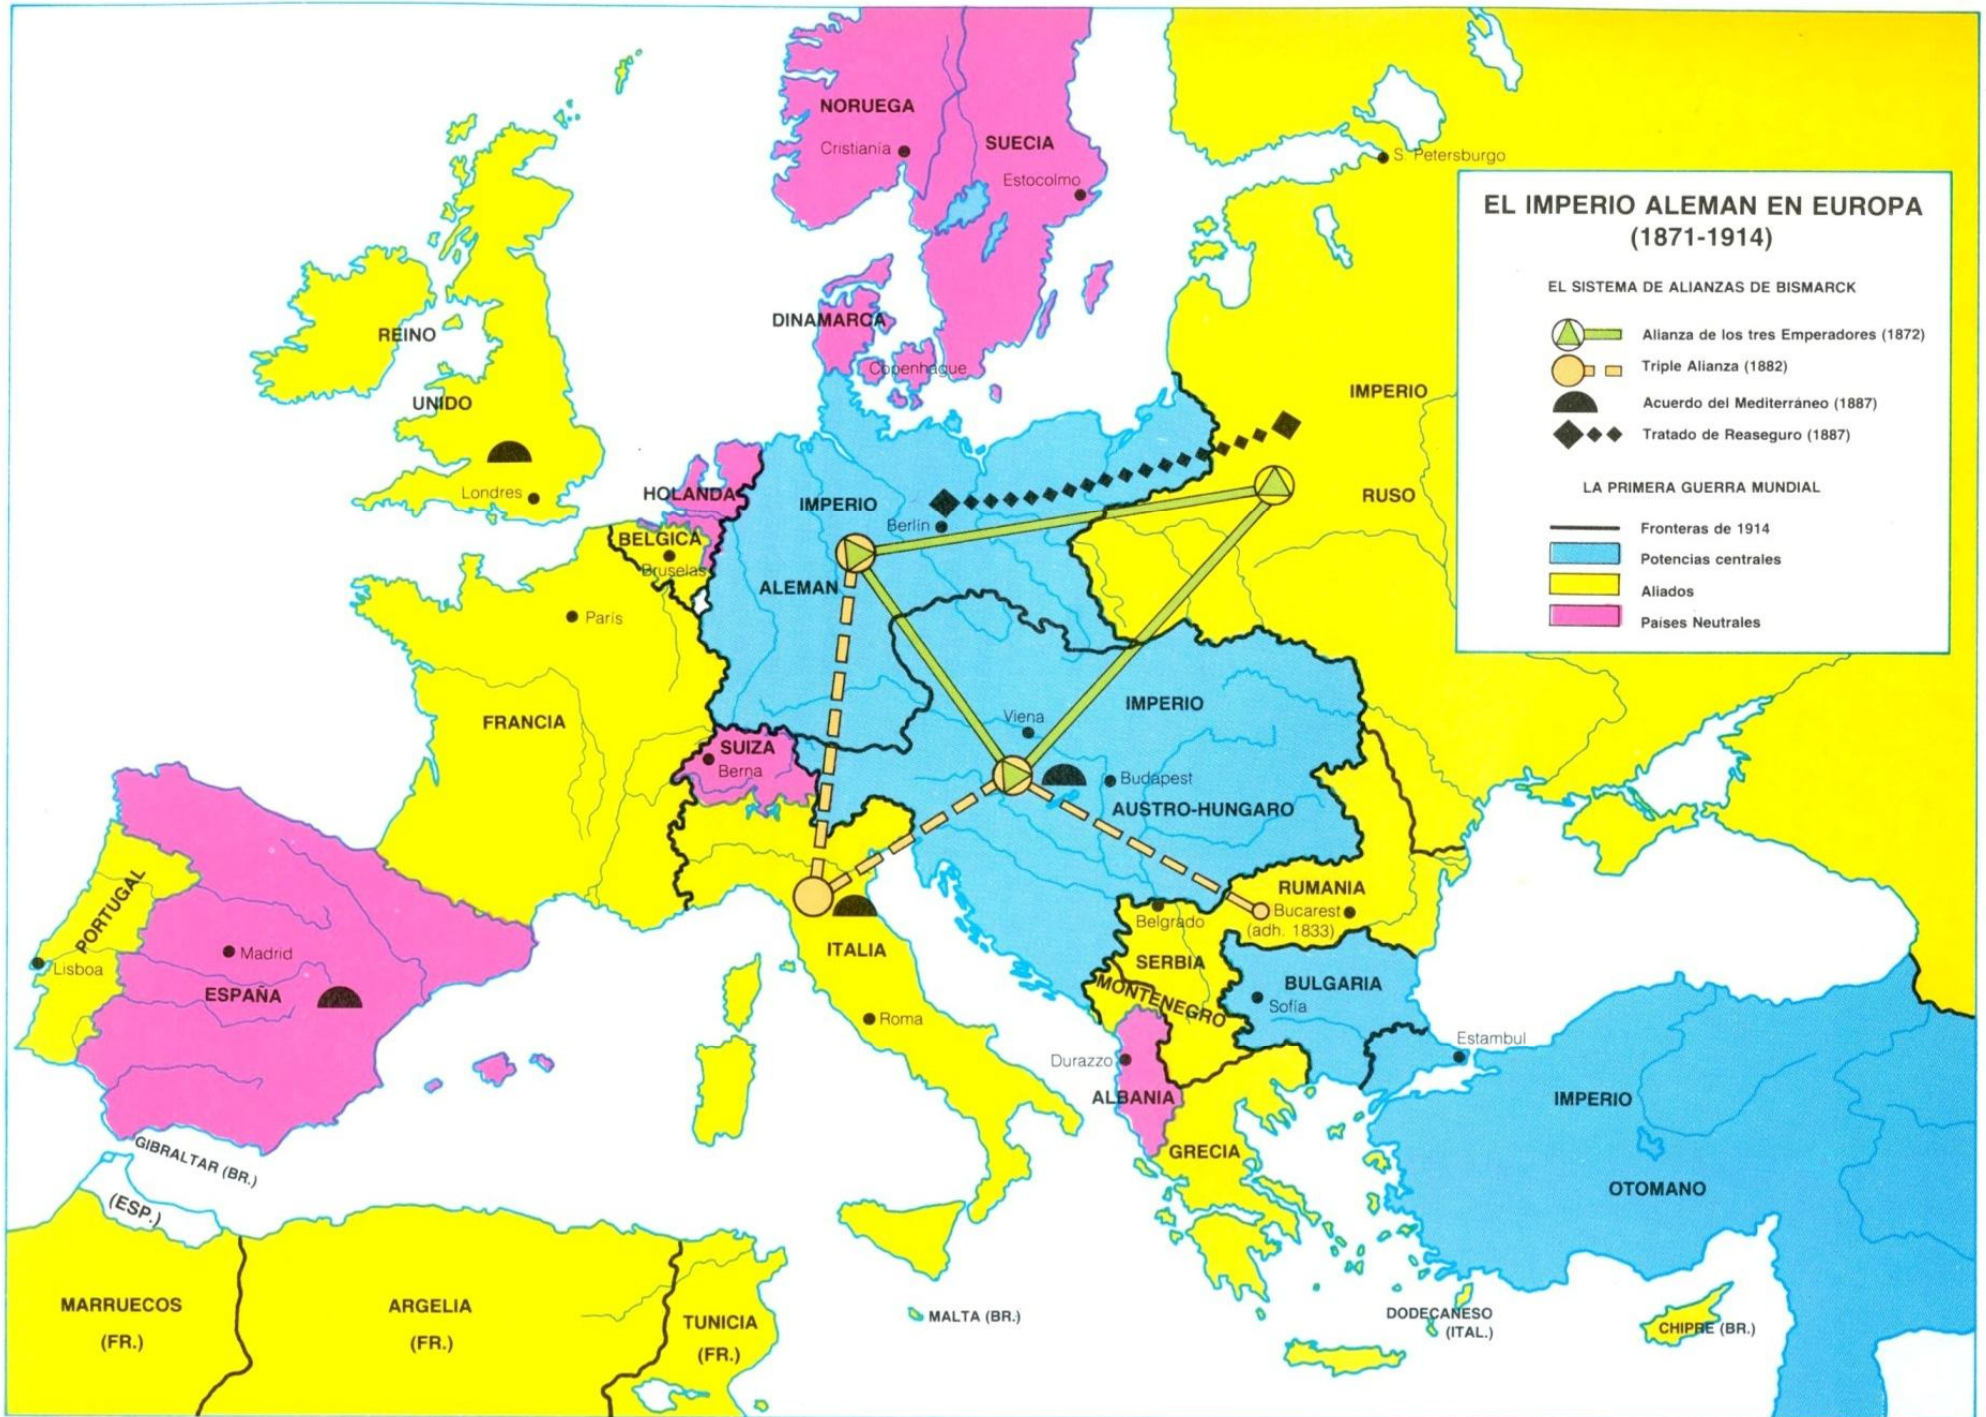 NORUEGA
Cristianía
SUECIA
Estocolmo
S. Petersburgo
EL IMPERIO ALEMAN EN EUROPA
(1871-1914)
EL SISTEMA DE ALIANZAS DE BISMARCK
Alianza de los tres Emperadores (1872)
Triple Alianza (1882)
Acuerdo del Mediterráneo (1887)
Tratado de Reaseguro (1887)
LA PRIMERA GUERRA MUNDIAL
Fronteras de 1914
Potencias centrales
Aliados
Países Neutrales
REINO
UNIDO
Londres
DINAMARCA
Copenhague
IMPERIO
RUSO
HOLANDA
BELGICA
Bruselas
IMPERIO
ALEMAN
Berlín
París
FRANCIA
SUIZA
Berna
Viena
IMPERIO
Budapest
AUSTRO-HUNGARO
PORTUGAL
Lisboa
Madrid
ESPAÑA
ITALIA
Roma
RUMANIA
Bucarest
(adh. 1833)
Belgrado
SERBIA
MONTENEGRO
BULGARIA
Sofía
Estambul
Durazzo
ALBANIA
GRECIA
IMPERIO
OTOMANO
GIBRALTAR (BR.)
(ESP.)
MARRUECOS
(FR.)
ARGELIA
(FR.)
TUNICIA
(FR.)
MALTA (BR.)
DODECANESO
(ITAL.)
CHIPRE (BR.)